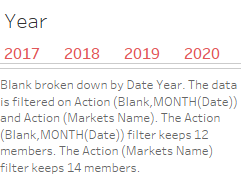 Year
2017 2018 2019 2020
Blank broken down by Date Year. The data
is filtered on Action (Blank,MONTH(Date))
and Action (Markets Name). The Action
(Blank,MONTH(Date)) filter keeps 12
members. The Action (Markets Name)
filter keeps 14 members.